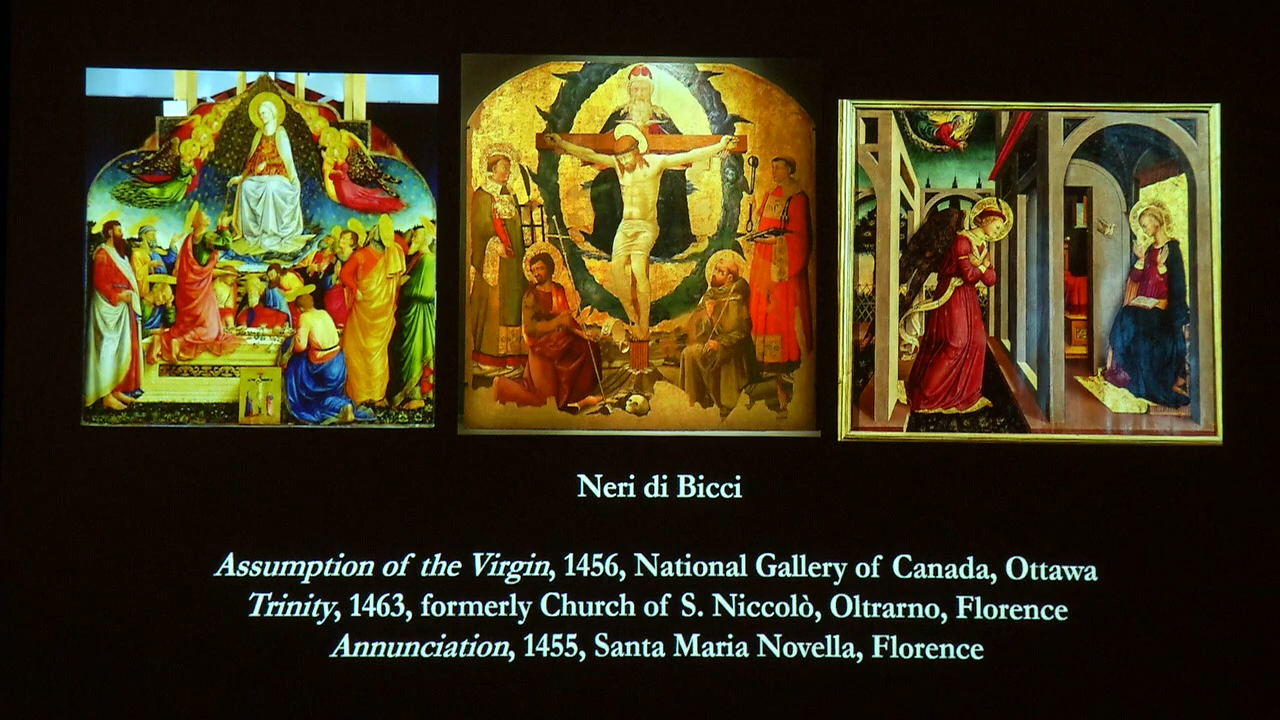 Neri di Bicci
Assumption of the Virgin, 1456, National Gallery of Canada, Ottawa
Trinity, 1463, formerly Church of S. Niccolò, Oltrarno, Florence
Annunciation, 1455, Santa Maria Novella, Florence